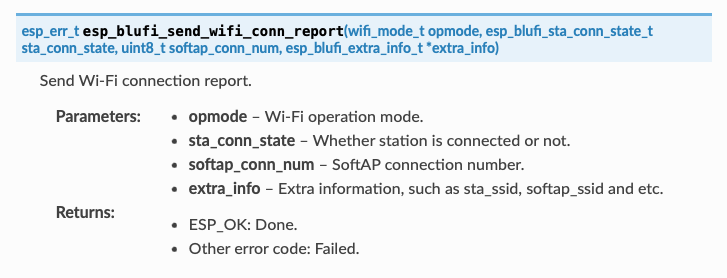 esp_err_t esp_blufi_send_wifi_conn_report(wifi_mode_t opmode, esp_blufi_sta_conn_state_t
sta_conn_state, uint8_t softap_conn_num, esp_blufi_extra_info_t *extra_info)
Send Wi-Fi connection report.
Parameters:
• opmode – Wi-Fi operation mode.
• sta_conn_state – Whether station is connected or not.
• softap_conn_num – SoftAP connection number.
• extra_info – Extra information, such as sta_ssid, softap_ssid and etc.
Returns:
• ESP_OK: Done.
• Other error code: Failed.